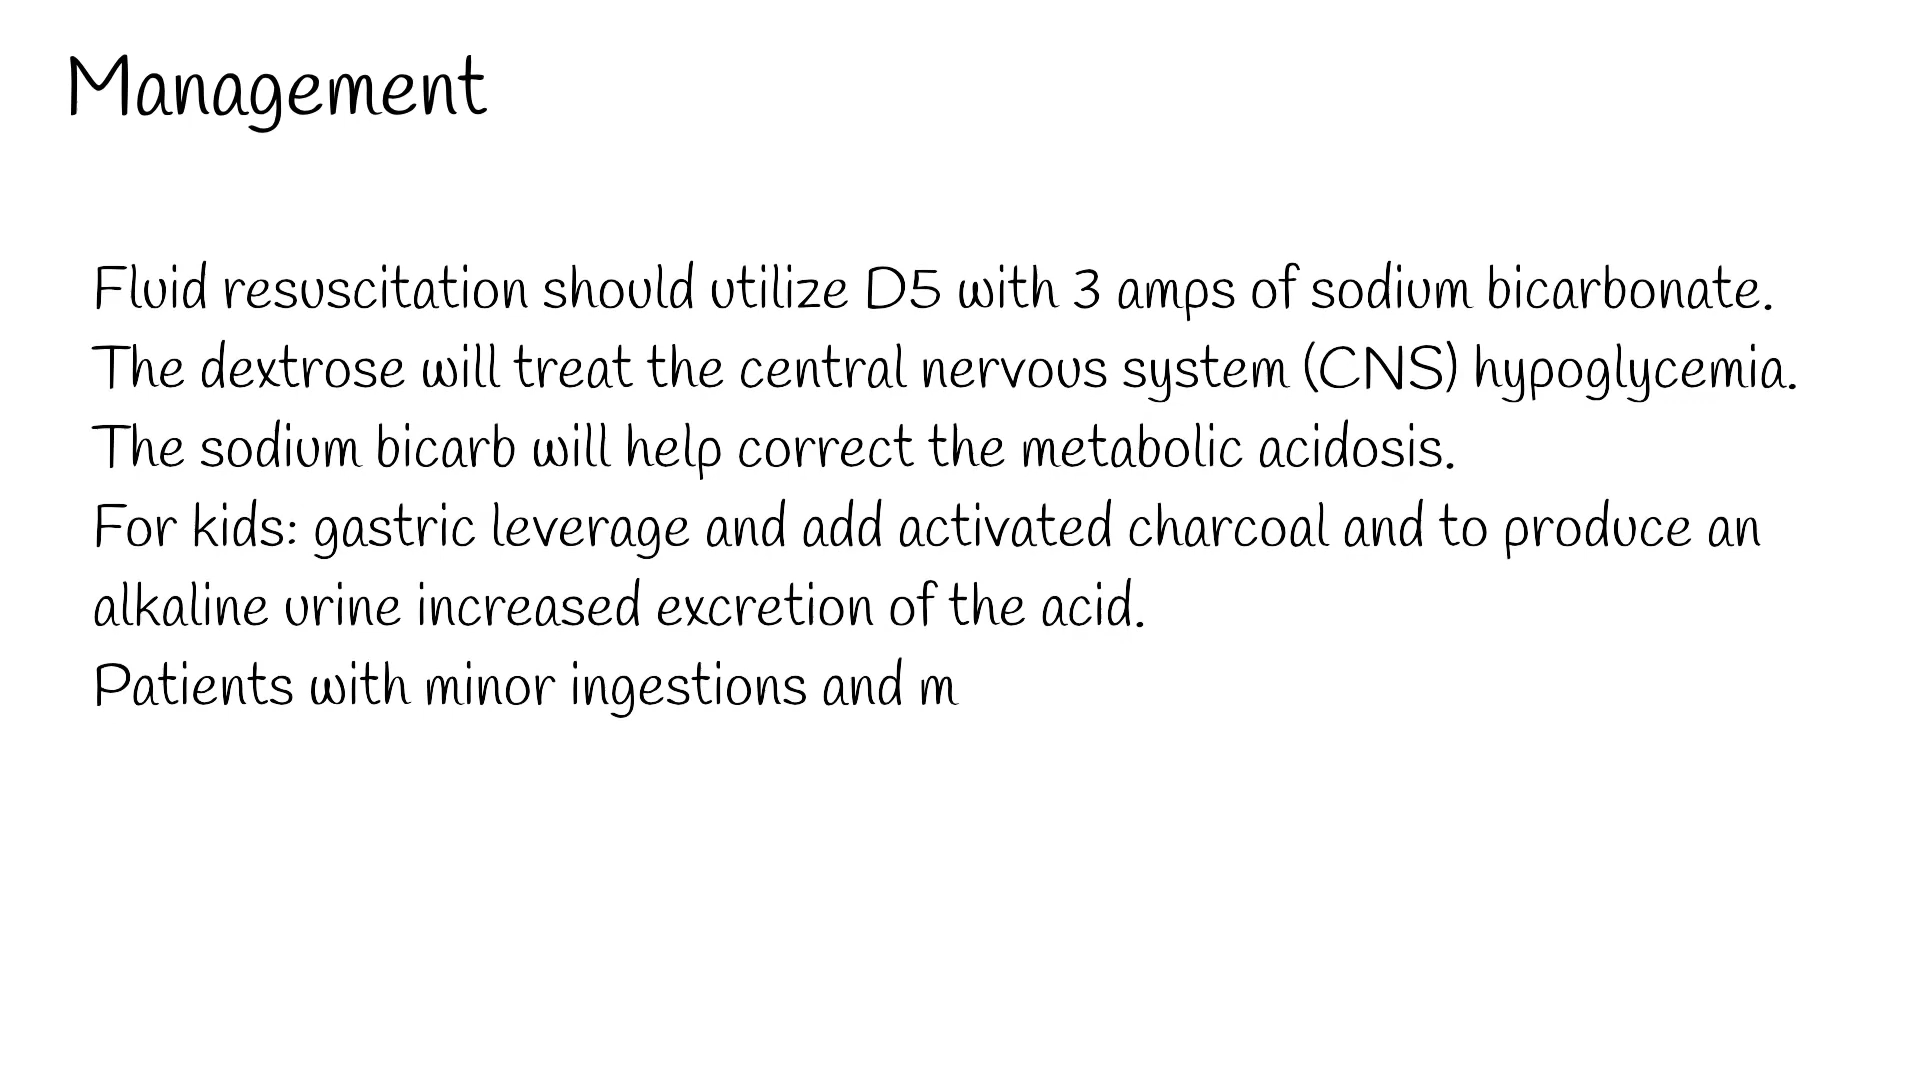 Management
Fluid resuscitation should utilize D5 with 3 amps of sodium bicarbonate.
The dextrose will treat the central nervous system (CNS) hypoglycemia.
The sodium bicarb will help correct the metabolic acidosis.
For kids: gastric leverage and add activated charcoal and to produce an
alkaline urine increased excretion of the acid.
Patients with minor ingestions and m